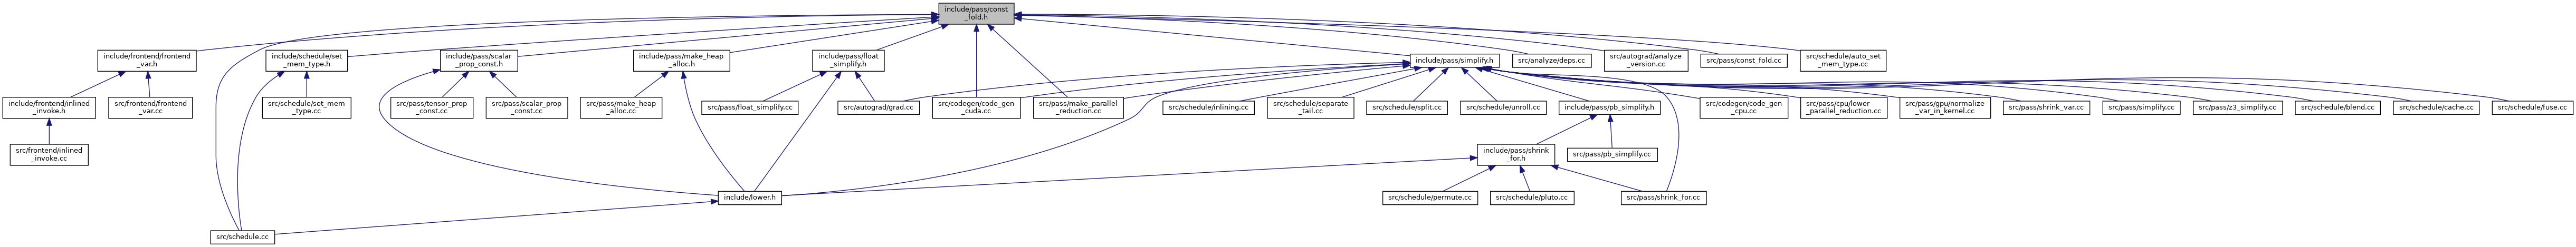 include/pass/const
_fold.h
include/frontend/frontend
_var.h
include/schedule/set
_mem_type.h
include/pass/scalar
_prop_const.h
include/pass/make_heap
_alloc.h
include/pass/float
_simplify.h
include/pass/simplify.h
src/analyze/deps.cc
src/autograd/analyze
_version.cc
src/pass/const_fold.cc
src/schedule/auto_set
_mem_type.cc
include/frontend/inlined
_invoke.h
src/frontend/frontend
_var.cc
src/schedule/set_mem
_type.cc
src/pass/tensor_prop
_const.cc
src/pass/scalar_prop
_const.cc
src/pass/make_heap
_alloc.cc
src/pass/float_simplify.cc
src/autograd/grad.cc
src/codegen/code_gen
_cuda.cc
src/pass/make_parallel
_reduction.cc
src/schedule/inlining.cc
src/schedule/separate
_tail.cc
src/schedule/split.cc
src/schedule/unroll.cc
include/pass/pb_simplify.h
src/codegen/code_gen
_cpu.cc
src/pass/cpu/lower
_parallel_reduction.cc
src/pass/gpu/normalize
_var_in_kernel.cc
src/pass/shrink_var.cc
src/pass/simplify.cc
src/pass/z3_simplify.cc
src/schedule/blend.cc
src/schedule/cache.cc
src/schedule/fuse.cc
src/frontend/inlined
_invoke.cc
include/pass/shrink
_for.h
src/pass/pb_simplify.cc
include/lower.h
src/schedule/permute.cc
src/schedule/pluto.cc
src/pass/shrink_for.cc
src/schedule.cc